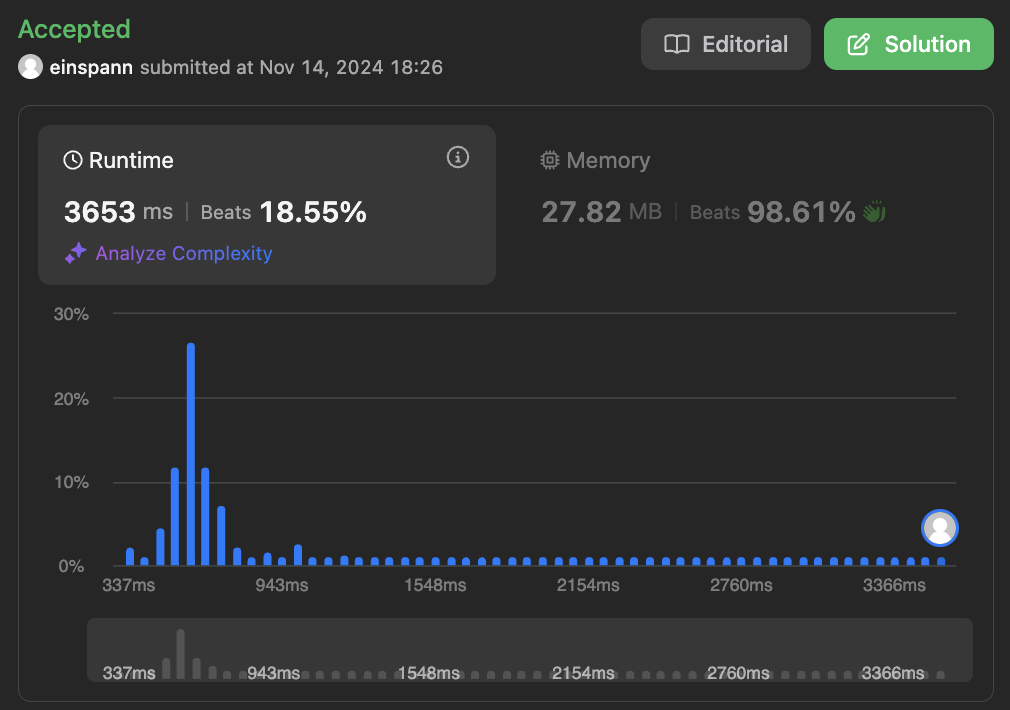 Accepted
Editorial
Solution
einspann submitted at Nov 14, 2024 18:26
Runtime
3653 ms | Beats 18.55%
Analyze Complexity
Memory
27.82 MB | Beats 98.61%
30%
20%
10%
0%
337ms 943ms 1548ms 2154ms 2760ms 3366ms
337ms 943ms 1548ms 2154ms 2760ms 3366ms